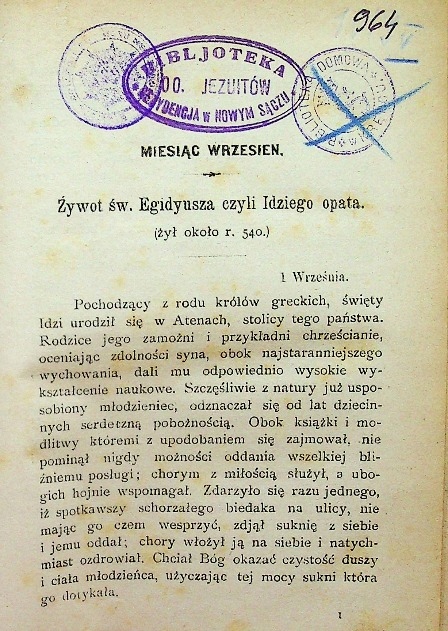 964
BIBLJOTEKA
OO. JEZUITÓW
REZYDENCJA w NOWYM SĄCZU
DOMOWA
MIESIĄC WRZESIEN.
Żywot św. Egidyusza czyli Idziego opata.
(żył około r. 540.)
1 Września.
Pochodzący z rodu królów greckich, święty
Idzi urodził się w Atenach, stolicy tego państwa.
Rodzice jego zamożni i przykładni chrześcianie,
oceniając zdolności syna, obok najstaranniejszego
wychowania, dali mu odpowiednio wysokie wy-
kształcenie naukowe. Szczęśliwie z natury już uspo-
sobiony młodzieniec, odznaczał się od lat dziecin-
nych serdetzną pobożnością. Obok książki i mo-
dlitwy któremi z upodobaniem się zajmował, nie
pominął nigdy możności oddania wszelkiej bli-
źniemu posługi; chorym z miłością służył, a ubo-
gich hojnie wspomagał. Zdarzyło się razu jednego,
iż spotkawszy schorzałego biedaka na ulicy, nie
mając go czem wesprzyć, zdjął suknię z siebie
i jemu oddał; chory włożył ją na siebie i natych-
miast ozdrowiał. Chciał Bóg okazać czystość duszy
i ciała młodzieńca, użyczając tej mocy sukni która
go dotykała.
1